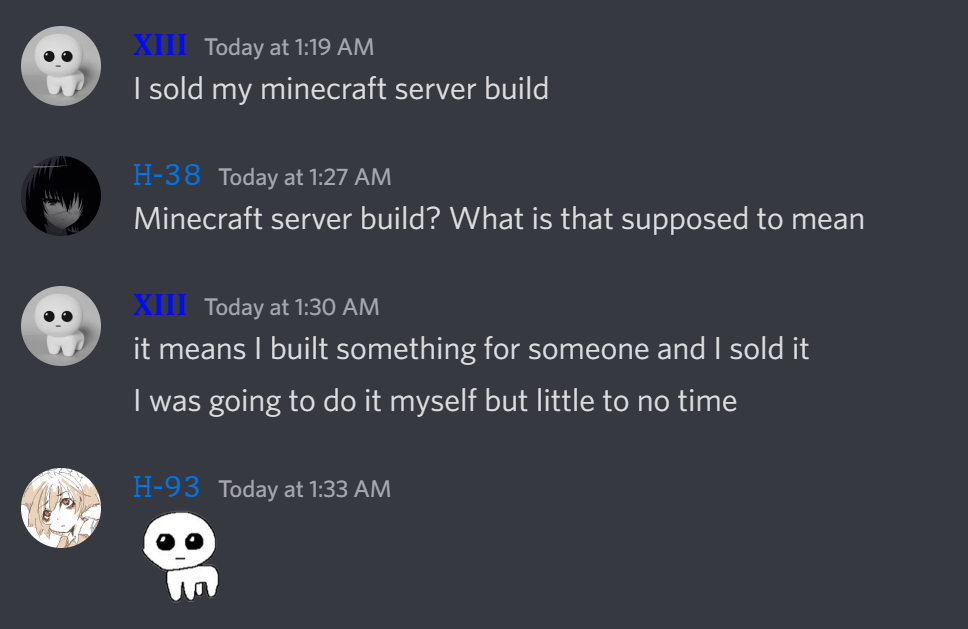 XIII Today at 1:19 AM
I sold my minecraft server build
H-38 Today at 1:27 AM
Minecraft server build? What is that supposed to mean
XIII Today at 1:30 AM
it means I built something for someone and I sold it
I was going to do it myself but little to no time
H-93 Today at 1:33 AM